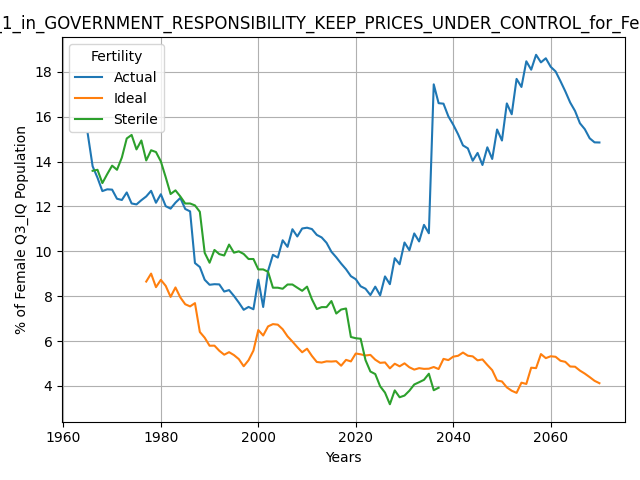 _1_in_GOVERNMENT_RESPONSIBILITY_KEEP_PRICES_UNDER_CONTROL_for_Fe
Fertility
Actual
Ideal
Sterile
% of Female Q3_IQ Population
18
16
14
12
10
8
6
4
1960 1980 2000 2020 2040 2060
Years